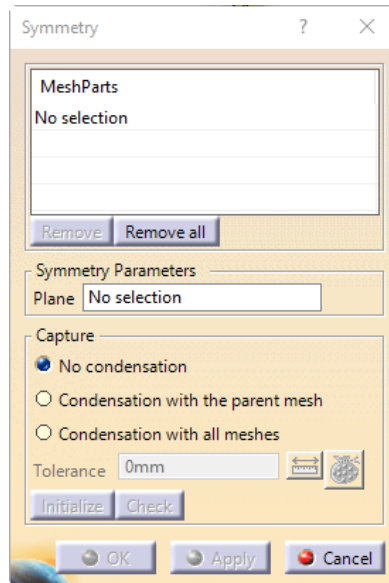 Symmetry ?
MeshParts
No selection
Remove Remove all
Symmetry Parameters
Plane No selection
Capture
No condensation
Condensation with the parent mesh
Condensation with all meshes
Tolerance 0mm
Initialize Check
OK Apply Cancel